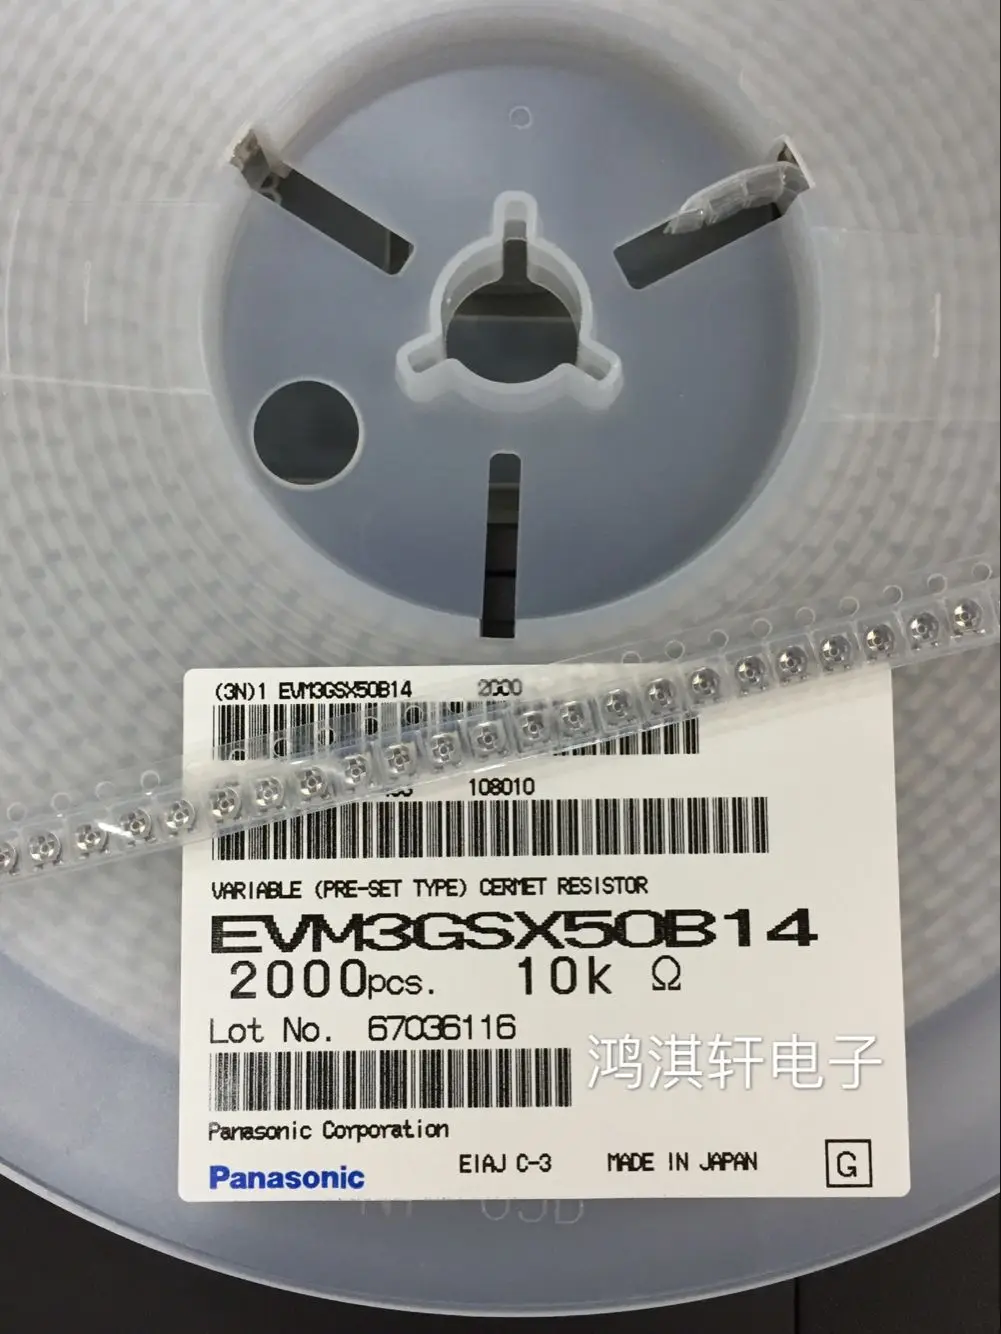 (3N)1 EVM3GSX50B14 2000
108010
VARIABLE (PRE-SET TYPE) CERMET RESISTOR
EVM3GSX50B14
2000pcs. 10k Ω
Lot No. 67036116
鸿淇轩电子
Panasonic Corporation
Panasonic EIAJ C-3 MADE IN JAPAN G